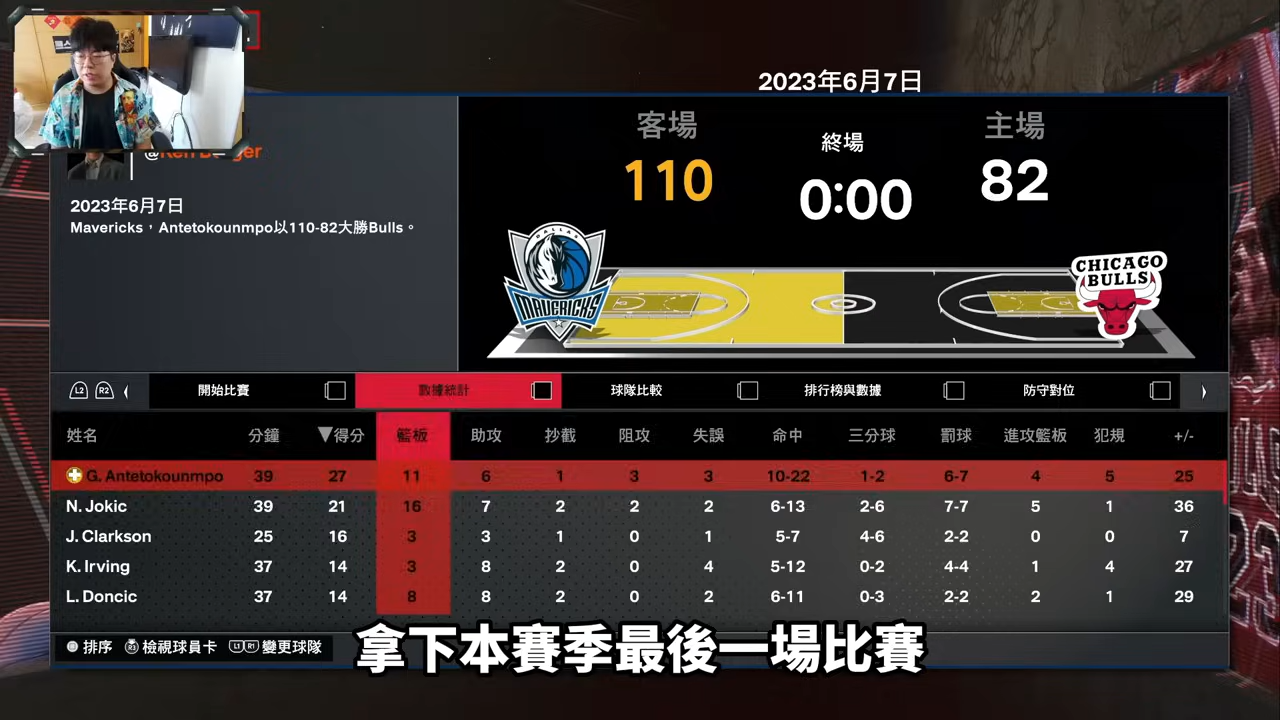 2023年6月7日
客場
終場
主場
110
0:00
82
@Ken Berger
2023年6月7日
Mavericks，Antetokounmpo以110-82大勝Bulls。
DALLAS
MAVERICKS
CHICAGO
BULLS
L2 R2 開始比賽 數據統計 球隊比較 排行榜與數據 防守對位
姓名 分鐘 ▼得分 籃板 助攻 抄截 阻攻 失誤 命中 三分球 罰球 進攻籃板 犯規 +/-
G. Antetokounmpo 39 27 11 6 1 3 3 10-22 1-2 6-7 4 5 25
N. Jokic 39 21 16 7 2 2 2 6-13 2-6 7-7 5 1 36
J. Clarkson 25 16 3 3 1 0 1 5-7 4-6 2-2 0 0 7
K. Irving 37 14 3 8 2 0 4 5-12 0-2 4-4 1 4 27
L. Doncic 37 14 8 8 2 0 2 6-11 0-3 2-2 2 1 29
排序 R3 檢視球員卡 L1 R1 變更球隊
拿下本賽季最後一場比賽
23